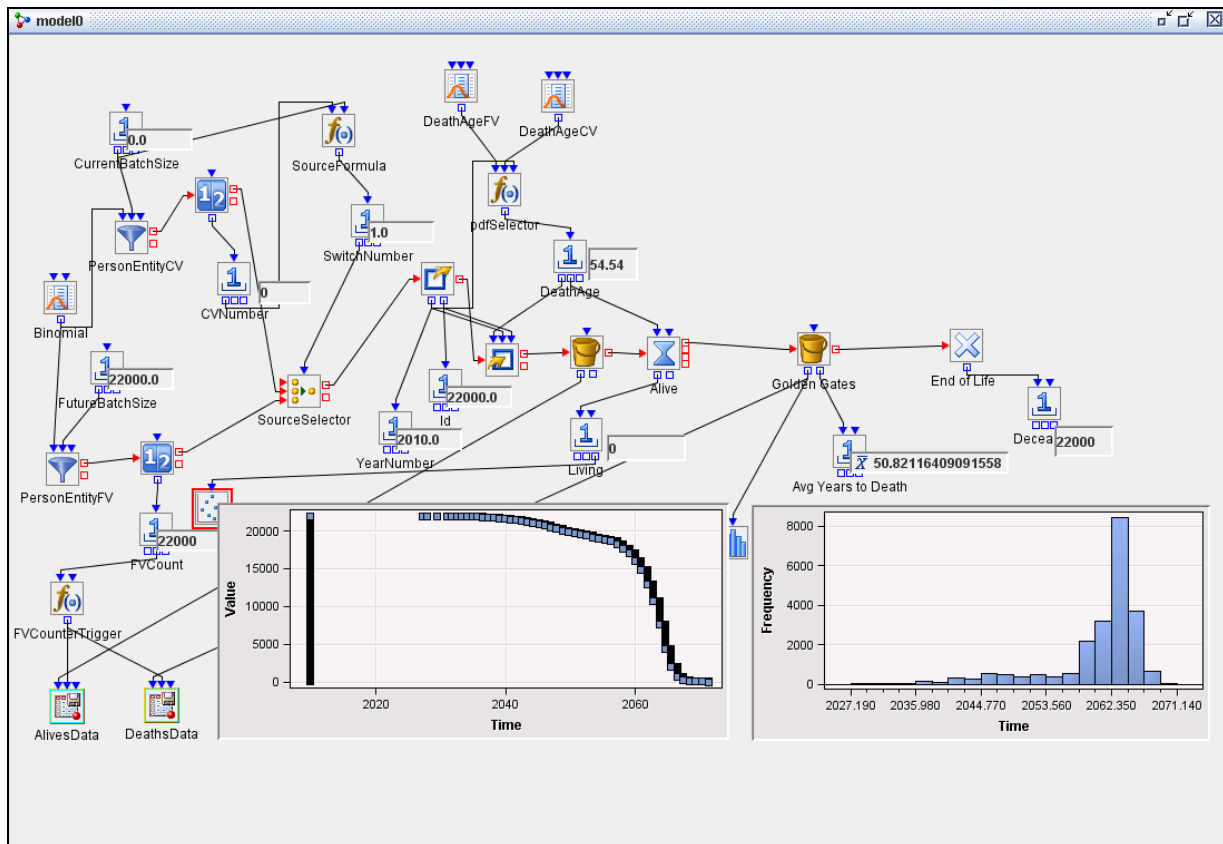 model0
DeathAgeFV
DeathAgeCV
0.0
CurrentBatchSize
SourceFormula
pdfSelector
1.0
SwitchNumber
PersonEntityCV
54.54
DeathAge
0
CVNumber
Binomial
22000.0
FutureBatchSize
SourceSelector
22000.0
Id
Alive
Golden Gates
End of Life
2010.0
YearNumber
0
Living
22000
Decea
PersonEntityFV
X 50.82116409091558
Avg Years to Death
22000
FVCount
FVCounterTrigger
AlivesData
DeathsData
Value
20000
15000
10000
5000
0
2020
2040
2060
Time
Frequency
8000
6000
4000
2000
0
2027.190
2035.980
2044.770
2053.560
2062.350
2071.140
Time